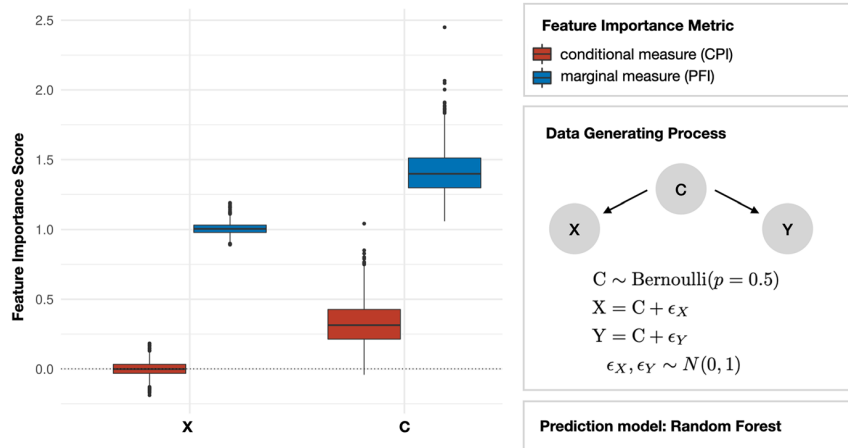 2.5
2.0
1.5
1.0
0.5
0.0
Feature Importance Score
X
C
Feature Importance Metric
conditional measure (CPI)
marginal measure (PFI)
Data Generating Process
C
X
Y
C ∼ Bernoulli(p = 0.5)
X = C + ϵ_X
Y = C + ϵ_Y
ϵ_X, ϵ_Y ∼ N(0, 1)
Prediction model: Random Forest